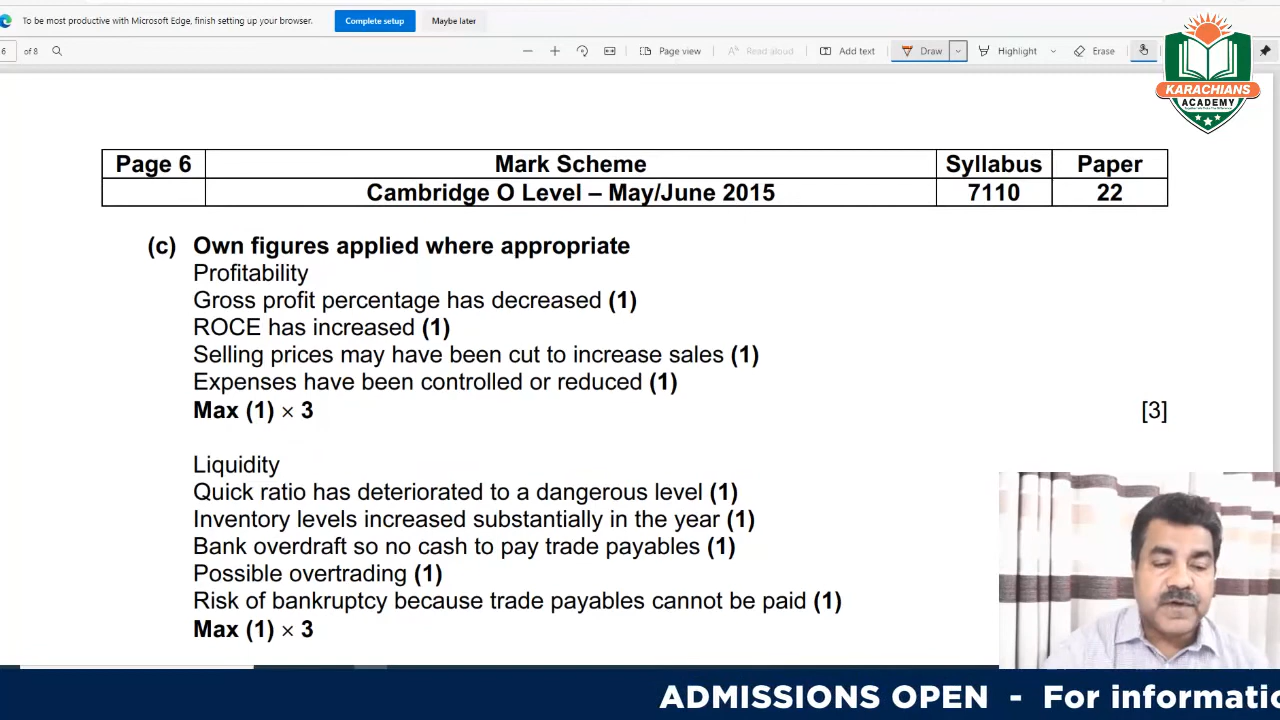 To be most productive with Microsoft Edge, finish setting up your browser.
Complete setup
Maybe later
6
of 8
Page view
Read aloud
Add text
Draw
Highlight
Erase
KARACHIANS
ACADEMY
Page 6
Mark Scheme
Syllabus
Paper
Cambridge O Level – May/June 2015
7110
22
(c) Own figures applied where appropriate
Profitability
Gross profit percentage has decreased (1)
ROCE has increased (1)
Selling prices may have been cut to increase sales (1)
Expenses have been controlled or reduced (1)
Max (1) × 3
[3]
Liquidity
Quick ratio has deteriorated to a dangerous level (1)
Inventory levels increased substantially in the year (1)
Bank overdraft so no cash to pay trade payables (1)
Possible overtrading (1)
Risk of bankruptcy because trade payables cannot be paid (1)
Max (1) × 3
ADMISSIONS OPEN - For informatic